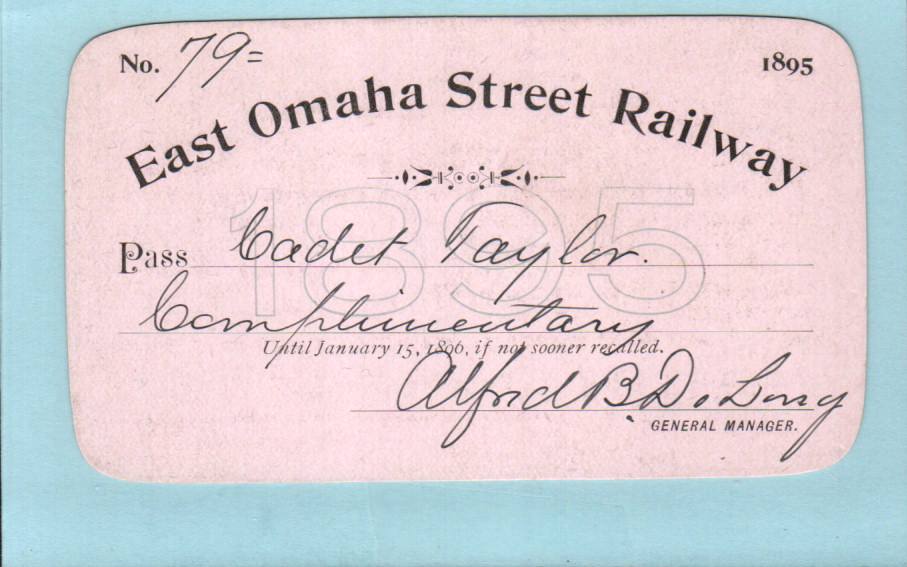 No. 79= 1895
East Omaha Street Railway
1895
Pass Cadet Taylor.
Complimentary
Until January 15, 1896, if not sooner recalled.
Alfred B.
GENERAL MANAGER.